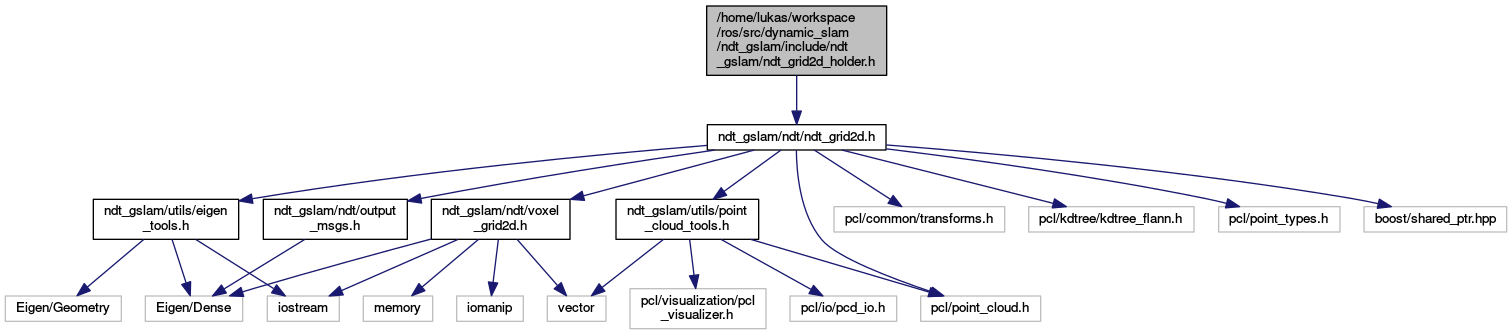 /home/lukas/workspace
/ros/src/dynamic_slam
/ndt_gslam/include/ndt
_gslam/ndt_grid2d_holder.h
ndt_gslam/ndt/ndt_grid2d.h
ndt_gslam/utils/eigen
_tools.h
ndt_gslam/ndt/output
_msgs.h
ndt_gslam/ndt/voxel
_grid2d.h
ndt_gslam/utils/point
_cloud_tools.h
pcl/common/transforms.h
pcl/kdtree/kdtree_flann.h
pcl/point_types.h
boost/shared_ptr.hpp
Eigen/Geometry
Eigen/Dense
iostream
memory
iomanip
vector
pcl/visualization/pcl
_visualizer.h
pcl/io/pcd_io.h
pcl/point_cloud.h